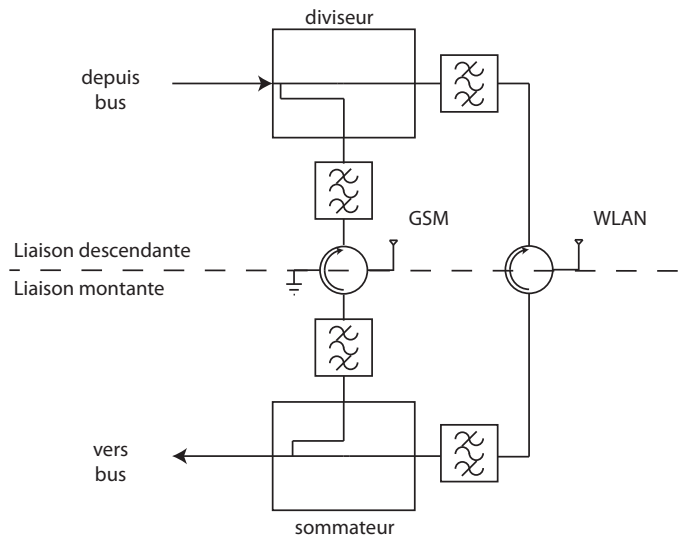 diviseur
depuis
bus
GSM
WLAN
Liaison descendante
Liaison montante
vers
bus
sommateur